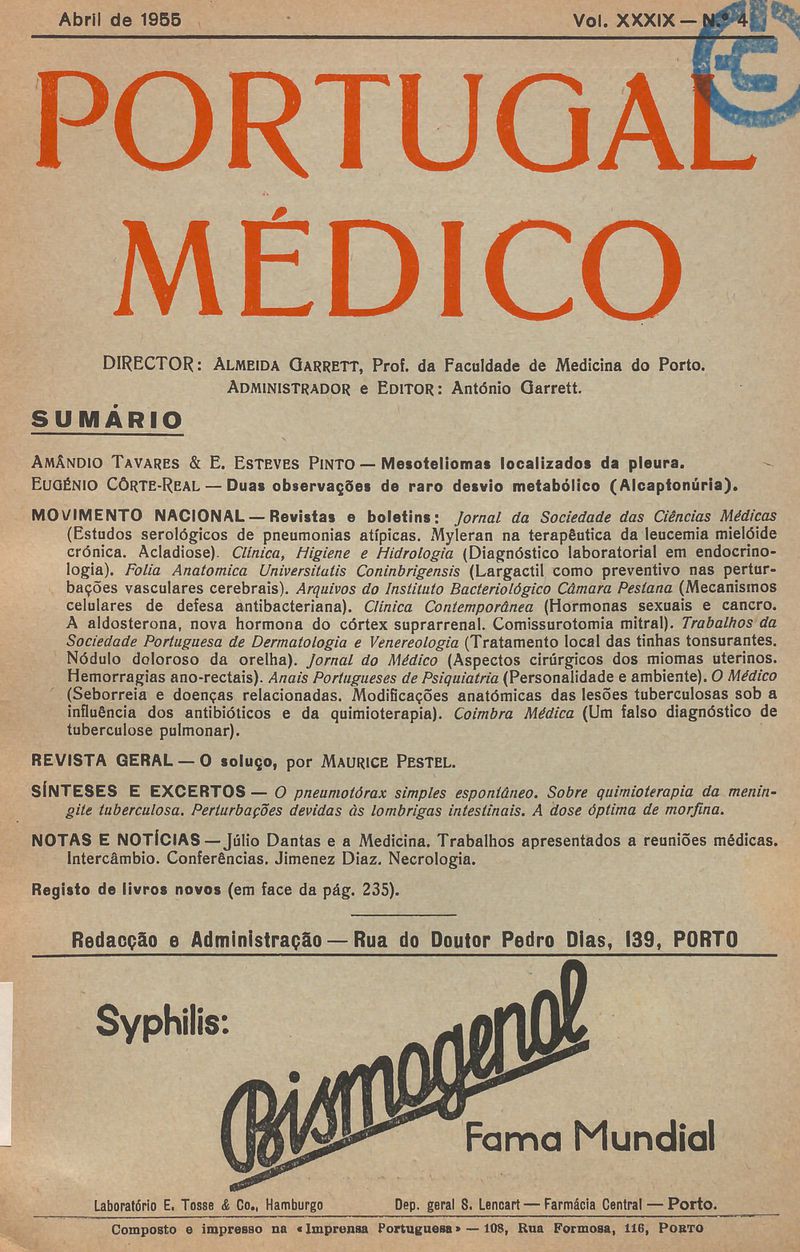 Abril de 1955 Vol. XXXIX — N.º 4
PORTUGAL
MÉDICO
DIRECTOR: ALMEIDA GARRETT, Prof. da Faculdade de Medicina do Porto.
ADMINISTRADOR e EDITOR: António Garrett.
SUMÁRIO
AMÂNDIO TAVARES & E. ESTEVES PINTO — Mesoteliomas localizados da pleura.
EUGÉNIO CÔRTE-REAL — Duas observações de raro desvio metabólico (Alcaptonúria).
MOVIMENTO NACIONAL — Revistas e boletins: Jornal da Sociedade das Ciências Médicas
(Estudos serológicos de pneumonias atípicas. Myleran na terapêutica da leucemia mielóide
crónica. Acladiose). Clínica, Higiene e Hidrologia (Diagnóstico laboratorial em endocrino-
logia). Folia Anatomica Universitatis Coninbrigensis (Largactil como preventivo nas pertur-
bações vasculares cerebrais). Arquivos do Instituto Bacteriológico Câmara Pestana (Mecanismos
celulares de defesa antibacteriana). Clínica Contemporânea (Hormonas sexuais e cancro.
A aldosterona, nova hormona do córtex suprarrenal. Comissurotomia mitral). Trabalhos da
Sociedade Portuguesa de Dermatologia e Venereologia (Tratamento local das tinhas tonsurantes.
Nódulo doloroso da orelha). Jornal do Médico (Aspectos cirúrgicos dos miomas uterinos.
Hemorragias ano-rectais). Anais Portugueses de Psiquiatria (Personalidade e ambiente). O Médico
(Seborreia e doenças relacionadas. Modificações anatómicas das lesões tuberculosas sob a
influência dos antibióticos e da quimioterapia). Coimbra Médica (Um falso diagnóstico de
tuberculose pulmonar).
REVISTA GERAL — O soluço, por MAURICE PESTEL.
SÍNTESES E EXCERTOS — O pneumotórax simples espontâneo. Sobre quimioterapia da menin-
gite tuberculosa. Perturbações devidas às lombrigas intestinais. A dose óptima de morfina.
NOTAS E NOTÍCIAS — Júlio Dantas e a Medicina. Trabalhos apresentados a reuniões médicas.
Intercâmbio. Conferências. Jimenez Diaz. Necrologia.
Registo de livros novos (em face da pág. 235).
Redacção e Administração — Rua do Doutor Pedro Dias, 139, PORTO
Syphilis:
Bismogenol
Fama Mundial
Laboratório E. Tosse & Co., Hamburgo Dep. geral S. Lencart — Farmácia Central — Porto.
Composto e impresso na «Imprensa Portuguesa» — 108, Rua Formosa, 116, PORTO